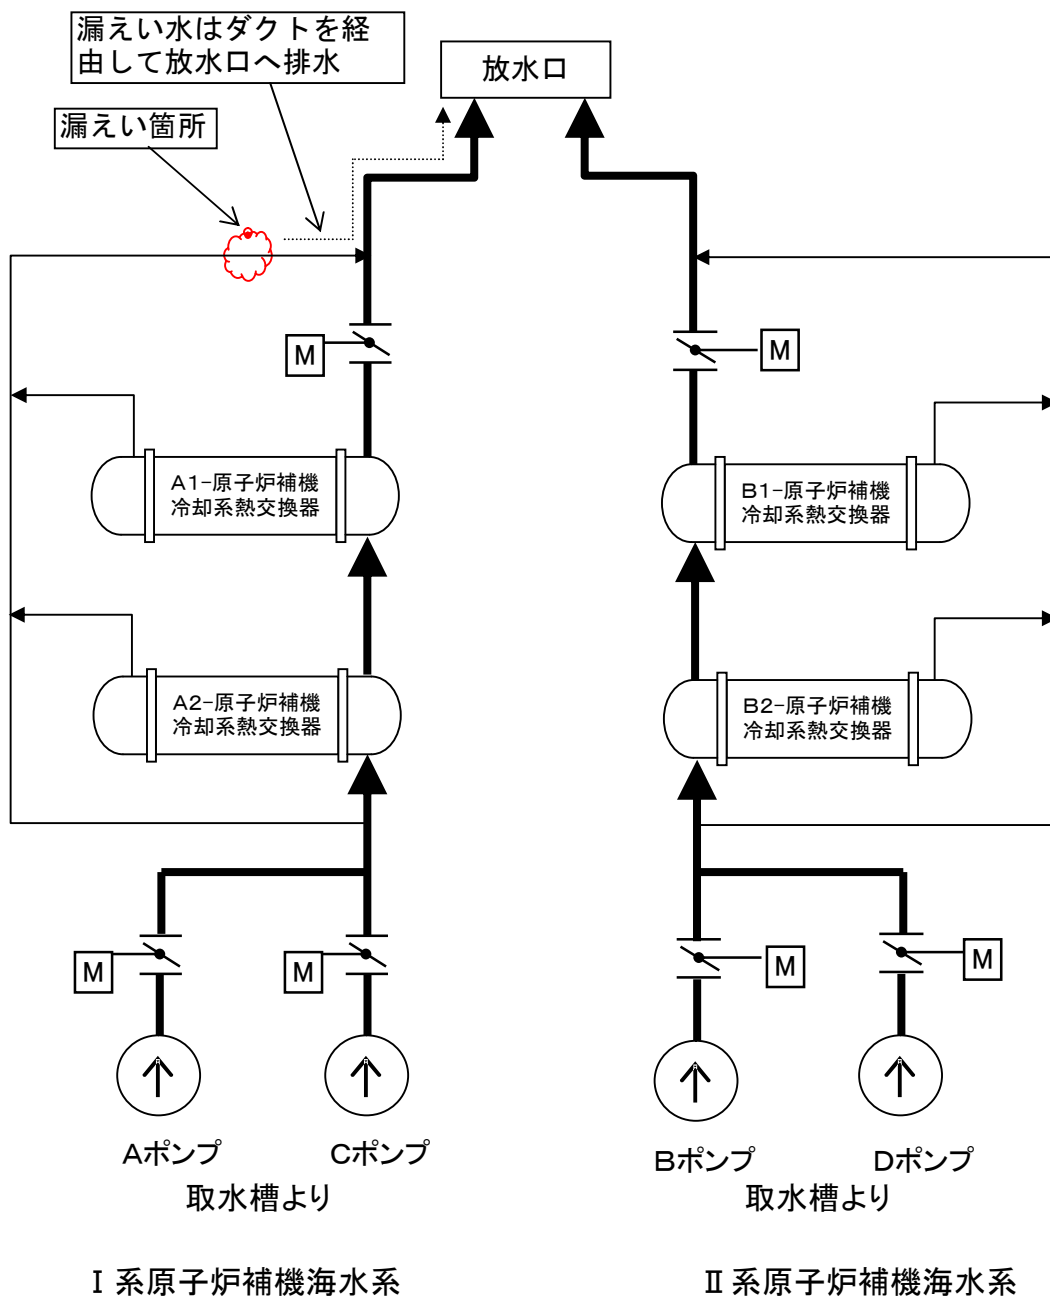 漏えい水はダクトを経
由して放水口へ排水
放水口
漏えい箇所
M
M
A1-原子炉補機
冷却系熱交換器
B1-原子炉補機
冷却系熱交換器
A2-原子炉補機
冷却系熱交換器
B2-原子炉補機
冷却系熱交換器
M
M
M
M
Aポンプ
Cポンプ
Bポンプ
Dポンプ
取水槽より
取水槽より
Ⅰ系原子炉補機海水系
Ⅱ系原子炉補機海水系